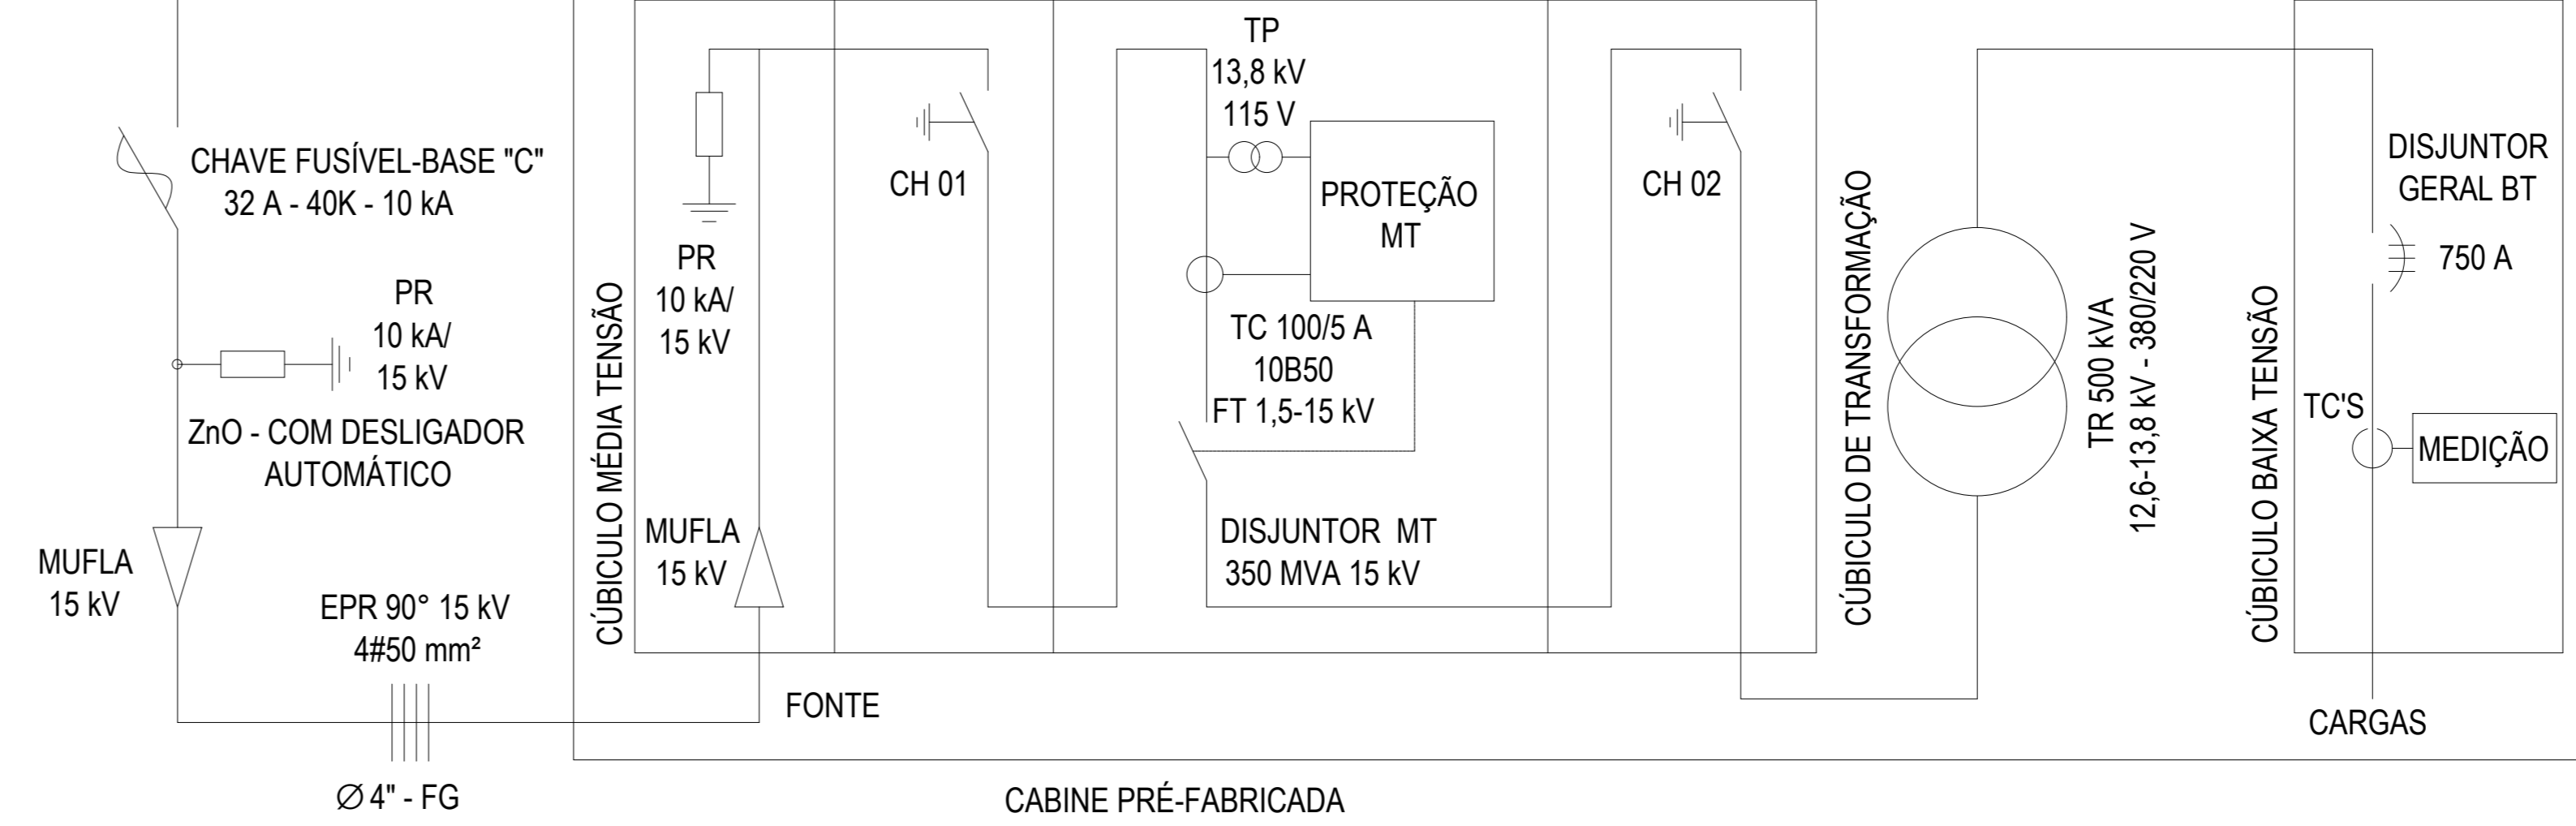 CHAVE FUSÍVEL-BASE "C"
32 A - 40K - 10 kA
PR
10 kA/
15 kV
ZnO - COM DESLIGADOR
AUTOMÁTICO
MUFLA
15 kV
EPR 90° 15 kV
4#50 mm²
Ø 4" - FG
CÚBICULO MÉDIA TENSÃO
PR
10 kA/
15 kV
MUFLA
15 kV
FONTE
CH 01
TP
13,8 kV
115 V
PROTEÇÃO
MT
TC 100/5 A
10B50
FT 1,5-15 kV
DISJUNTOR MT
350 MVA 15 kV
CH 02
CÚBICULO DE TRANSFORMAÇÃO
TR 500 kVA
12,6-13,8 kV - 380/220 V
CÚBICULO BAIXA TENSÃO
DISJUNTOR
GERAL BT
750 A
TC'S
MEDIÇÃO
CARGAS
CABINE PRÉ-FABRICADA